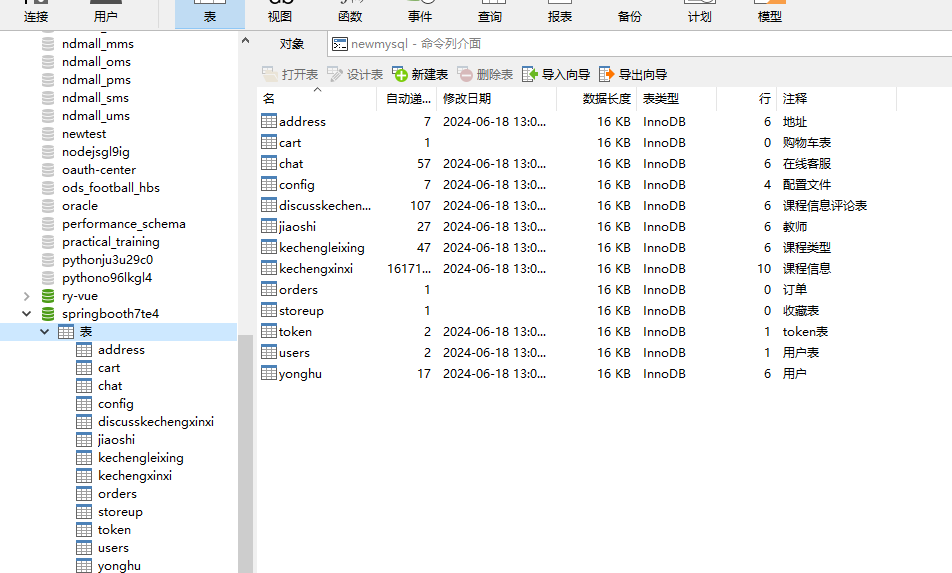 连接 用户 表 视图 函数 事件 查询 报表 备份 计划 模型
对象 newmysql - 命令列介面
打开表 设计表 新建表 删除表 导入向导 导出向导
名 自动递... 修改日期 数据长度 表类型 行 注释
address 7 2024-06-18 13:0... 16 KB InnoDB 6 地址
cart 1 16 KB InnoDB 0 购物车表
chat 57 2024-06-18 13:0... 16 KB InnoDB 6 在线客服
config 7 2024-06-18 13:0... 16 KB InnoDB 4 配置文件
discusskechen... 107 2024-06-18 13:0... 16 KB InnoDB 6 课程信息评论表
jiaoshi 27 2024-06-18 13:0... 16 KB InnoDB 6 教师
kechengleixing 47 2024-06-18 13:0... 16 KB InnoDB 6 课程类型
kechengxinxi 16171... 2024-06-18 13:0... 16 KB InnoDB 10 课程信息
orders 1 16 KB InnoDB 0 订单
storeup 1 16 KB InnoDB 0 收藏表
token 2 2024-06-18 13:0... 16 KB InnoDB 1 token表
users 2 2024-06-18 13:0... 16 KB InnoDB 1 用户表
yonghu 17 2024-06-18 13:0... 16 KB InnoDB 6 用户
ndmall_mms
ndmall_oms
ndmall_pms
ndmall_sms
ndmall_ums
newtest
nodejsgl9ig
oauth-center
ods_football_hbs
oracle
performance_schema
practical_training
pythonju3u29c0
pythono96lkgl4
ry-vue
springbooth7te4
表
address
cart
chat
config
discusskechengxinxi
jiaoshi
kechengleixing
kechengxinxi
orders
storeup
token
users
yonghu